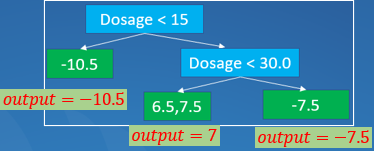 Dosage < 15
-10.5
Dosage < 30.0
output = −10.5
6.5,7.5
-7.5
output = 7
output = −7.5